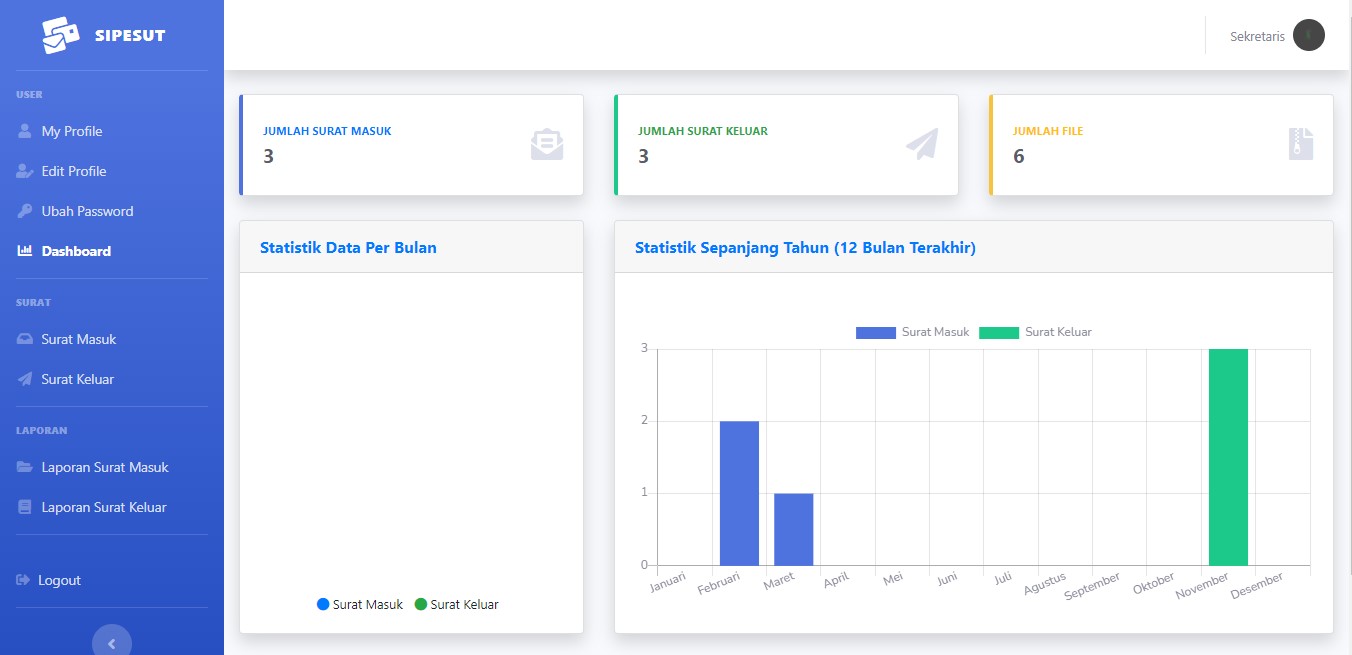 SIPESUT
Sekretaris
USER
My Profile
Edit Profile
Ubah Password
Dashboard
SURAT
Surat Masuk
Surat Keluar
LAPORAN
Laporan Surat Masuk
Laporan Surat Keluar
Logout
JUMLAH SURAT MASUK
3
JUMLAH SURAT KELUAR
3
JUMLAH FILE
6
Statistik Data Per Bulan
Surat Masuk Surat Keluar
Statistik Sepanjang Tahun (12 Bulan Terakhir)
Surat Masuk Surat Keluar
3
2
1
0
Januari Februari Maret April Mei Juni Juli Agustus September Oktober November Desember